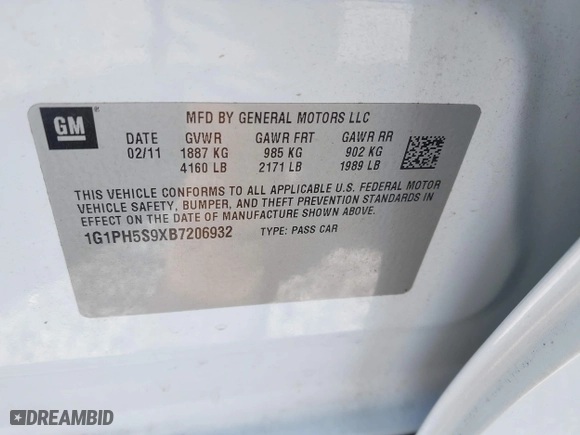 GM
MFD BY GENERAL MOTORS LLC
DATE GVWR GAWR FRT GAWR RR
02/11 1887 KG 985 KG 902 KG
4160 LB 2171 LB 1989 LB
THIS VEHICLE CONFORMS TO ALL APPLICABLE U.S. FEDERAL MOTOR
VEHICLE SAFETY, BUMPER, AND THEFT PREVENTION STANDARDS IN
EFFECT ON THE DATE OF MANUFACTURE SHOWN ABOVE.
1G1PH5S9XB7206932 TYPE: PASS CAR
DREAMBID